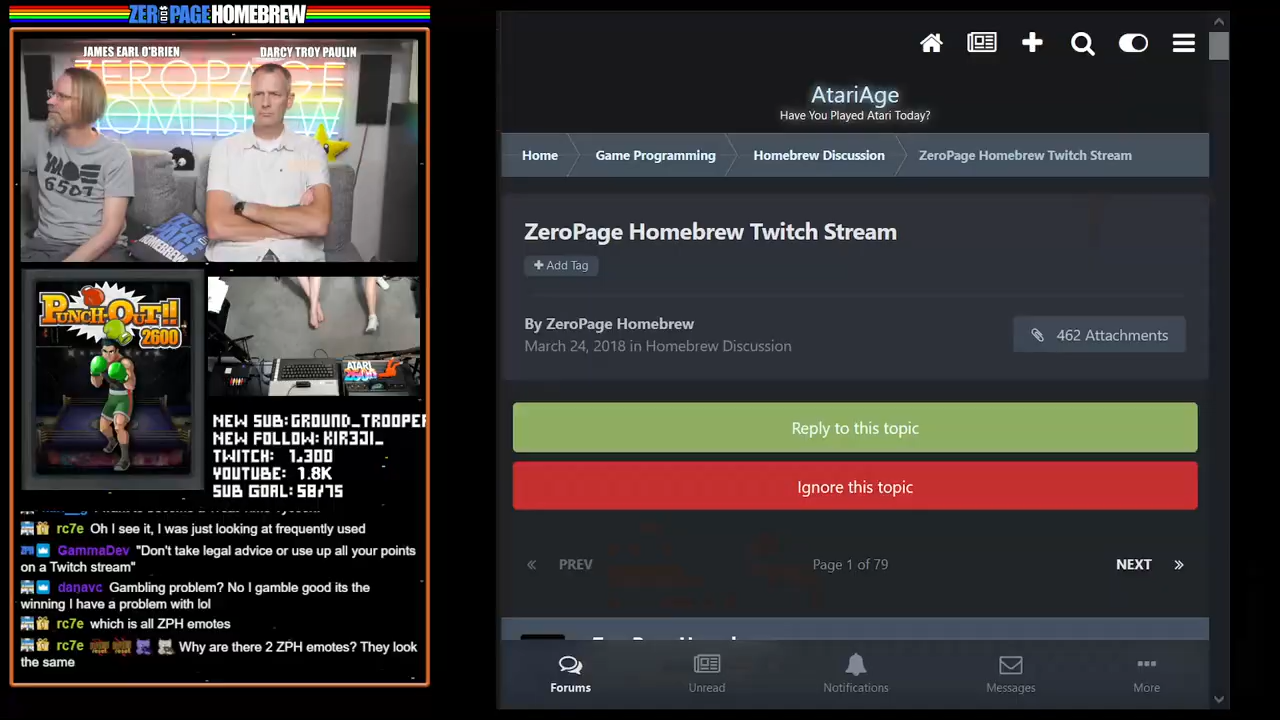 ZEROPAGE HOMEBREW
JAMES EARL O'BRIEN
DARCY TROY PAULIN
ZEROPAGE
HOMEBREW
6507
PUNCH-OUT!!
2600
ATARI
NEW SUB:GROUND_TROOPER
NEW FOLLOW:KIR3JI_
TWITCH: 1,300
YOUTUBE: 1.8K
SUB GOAL:58/75
rc7e Oh I see it, I was just looking at frequently used
GammaDev "Don't take legal advice or use up all your points
on a Twitch stream"
danavc Gambling problem? No I gamble good its the
winning I have a problem with lol
rc7e which is all ZPH emotes
rc7e Why are there 2 ZPH emotes? They look
the same
AtariAge
Have You Played Atari Today?
Home Game Programming Homebrew Discussion ZeroPage Homebrew Twitch Stream
ZeroPage Homebrew Twitch Stream
+ Add Tag
By ZeroPage Homebrew
March 24, 2018 in Homebrew Discussion
462 Attachments
Reply to this topic
Ignore this topic
« PREV Page 1 of 79 NEXT »
Forums Unread Notifications Messages More